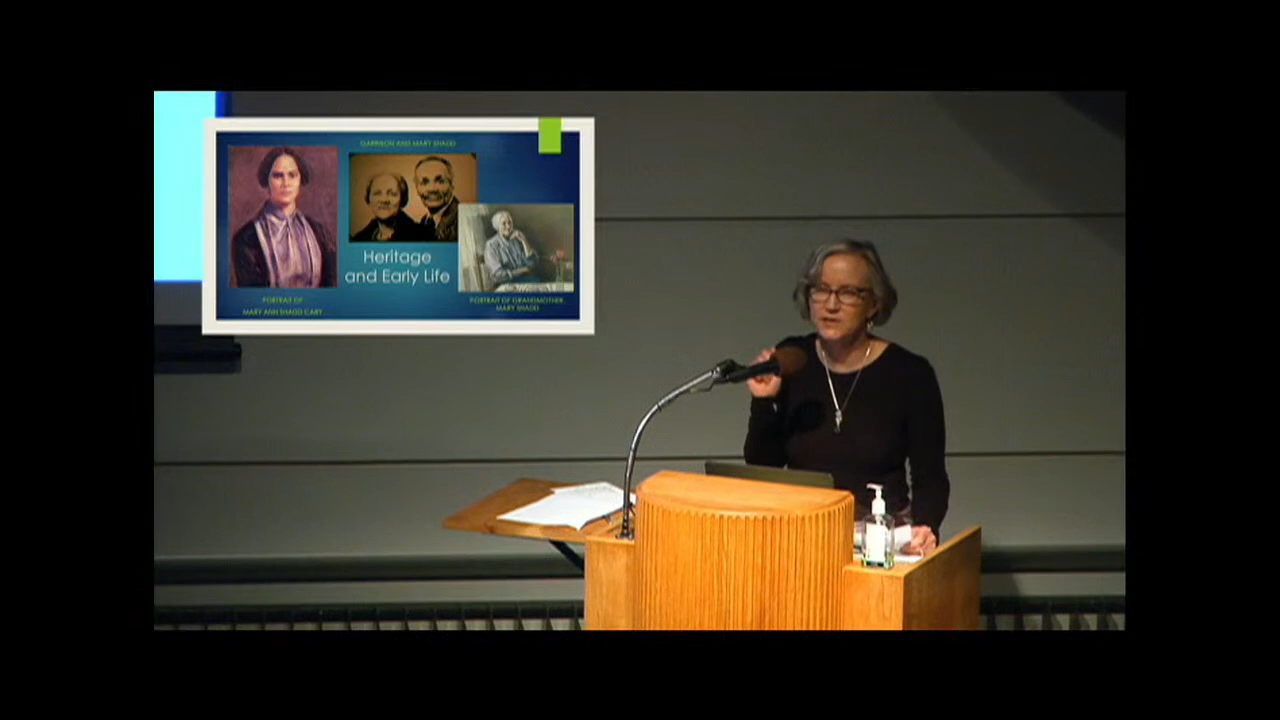 GARRISON AND MARY SHADD
Heritage
and Early Life
PORTRAIT OF
MARY ANN SHADD CARY
PORTRAIT OF GRANDMOTHER
MARY SHADD